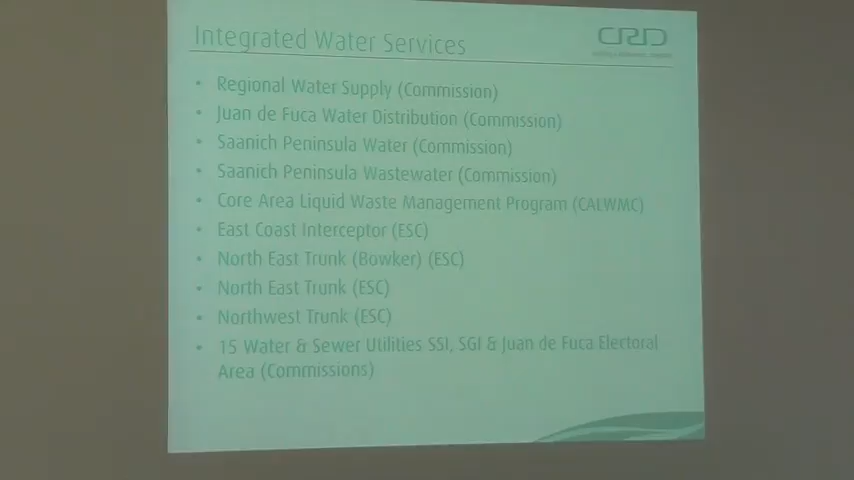 Integrated Water Services
CRD
• Regional Water Supply (Commission)
• Juan de Fuca Water Distribution (Commission)
• Saanich Peninsula Water (Commission)
• Saanich Peninsula Wastewater (Commission)
• Core Area Liquid Waste Management Program (CALWMC)
• East Coast Interceptor (ESC)
• North East Trunk (Bowker) (ESC)
• North East Trunk (ESC)
• Northwest Trunk (ESC)
• 15 Water & Sewer Utilities SSI, SGI & Juan de Fuca Electoral
Area (Commissions)